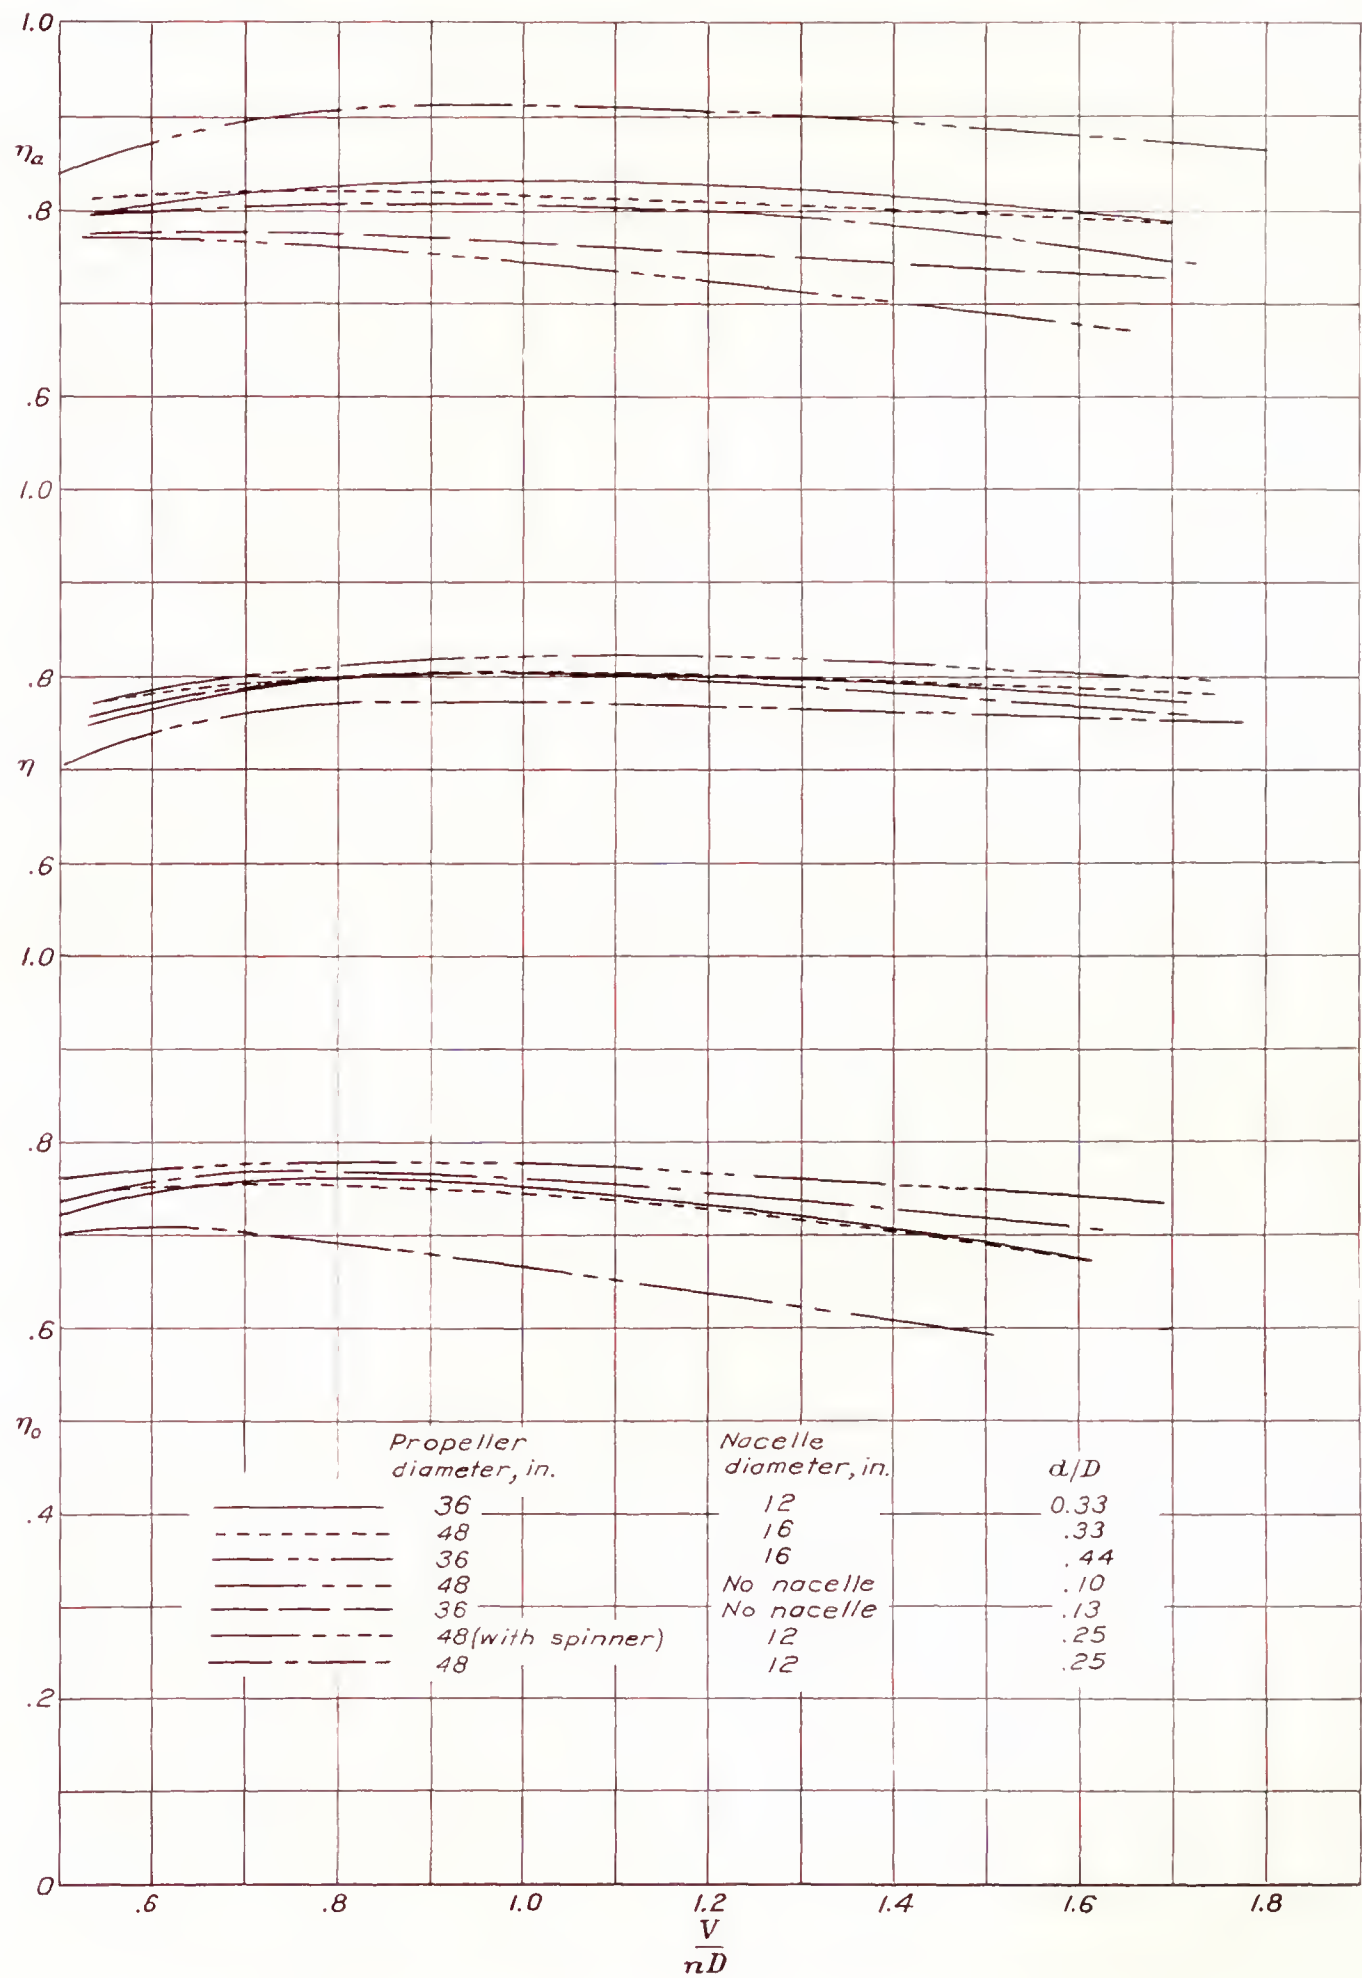 1.0
ηa
.8
.6
1.0
.8
η
.6
1.0
.8
.6
ηo
Propeller diameter, in. Nacelle diameter, in. d/D
36 12 0.33
.4
48 16 .33
36 16 .44
48 No nacelle .10
36 No nacelle .13
48 (with spinner) 12 .25
48 12 .25
.2
0
.6 .8 1.0 1.2 1.4 1.6 1.8
V
nD